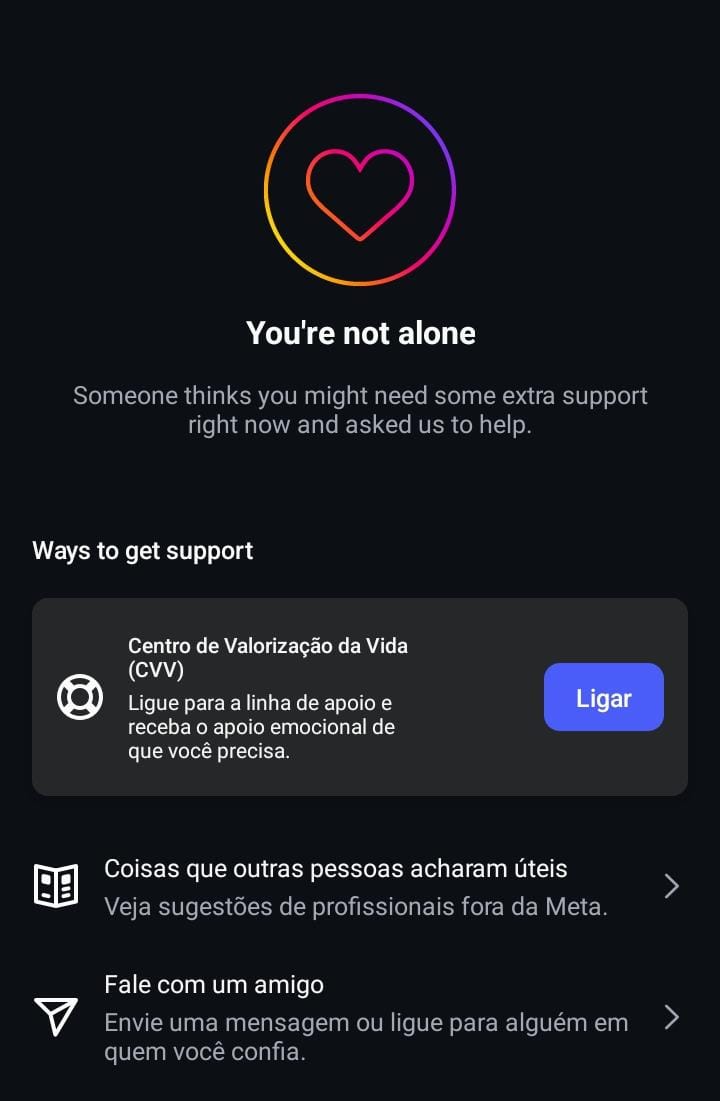 You're not alone
Someone thinks you might need some extra support
right now and asked us to help.
Ways to get support
Centro de Valorização da Vida
(CVV)
Ligue para a linha de apoio e
receba o apoio emocional de
que você precisa.
Ligar
Coisas que outras pessoas acharam úteis
Veja sugestões de profissionais fora da Meta.
Fale com um amigo
Envie uma mensagem ou ligue para alguém em
quem você confia.